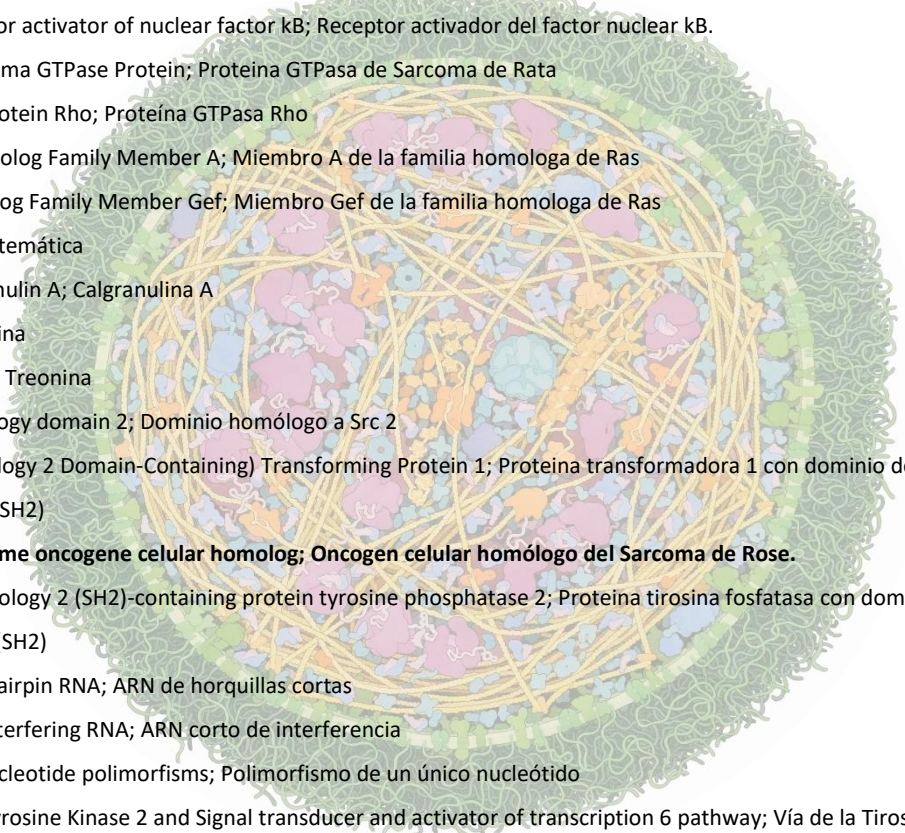 or activator of nuclear factor kB; Receptor activador del factor nuclear kB.
ma GTPase Protein; Proteina GTPasa de Sarcoma de Rata
otein Rho; Proteína GTPasa Rho
olog Family Member A; Miembro A de la familia homologa de Ras
og Family Member Gef; Miembro Gef de la familia homologa de Ras
temática
nulin A; Calgranulina A
ina
Treonina
ogy domain 2; Dominio homólogo a Src 2
logy 2 Domain-Containing) Transforming Protein 1; Proteina transformadora 1 con dominio de
SH2)
me oncogene celular homolog; Oncogen celular homólogo del Sarcoma de Rose.
ology 2 (SH2)-containing protein tyrosine phosphatase 2; Proteina tirosina fosfatasa con dom
SH2)
airpin RNA; ARN de horquillas cortas
terfering RNA; ARN corto de interferencia
cleotide polimorfisms; Polimorfismo de un único nucleótido
rosine Kinase 2 and Signal transducer and activator of transcription 6 pathway; Vía de la Tiros